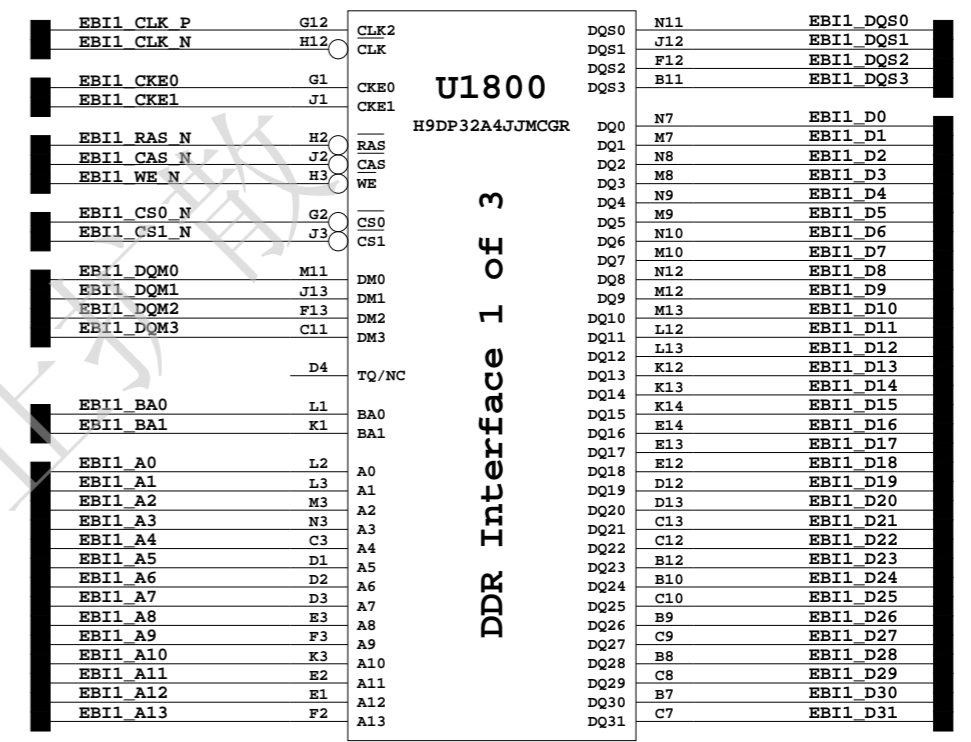 EBI1_CLK_P G12 CLK2 DQS0 N11 EBI1_DQS0
EBI1_CLK_N H12 CLK DQS1 J12 EBI1_DQS1
DQS2 F12 EBI1_DQS2
EBI1_CKE0 G1 CKE0 DQS3 B11 EBI1_DQS3
EBI1_CKE1 J1 CKE1
U1800
H9DP32A4JJMCGR
DQ0 N7 EBI1_D0
EBI1_RAS_N H2 RAS DQ1 M7 EBI1_D1
EBI1_CAS_N J2 CAS DQ2 N8 EBI1_D2
EBI1_WE_N H3 WE DQ3 M8 EBI1_D3
DQ4 N9 EBI1_D4
EBI1_CS0_N G2 CS0 DQ5 M9 EBI1_D5
EBI1_CS1_N J3 CS1 DQ6 N10 EBI1_D6
DQ7 M10 EBI1_D7
EBI1_DQM0 M11 DM0 DQ8 N12 EBI1_D8
EBI1_DQM1 J13 DM1 DQ9 M12 EBI1_D9
EBI1_DQM2 F13 DM2 DQ10 M13 EBI1_D10
EBI1_DQM3 C11 DM3 DQ11 L12 EBI1_D11
DQ12 L13 EBI1_D12
D4 TQ/NC DQ13 K12 EBI1_D13
DQ14 K13 EBI1_D14
EBI1_BA0 L1 BA0 DQ15 K14 EBI1_D15
EBI1_BA1 K1 BA1 DQ16 E14 EBI1_D16
DQ17 E13 EBI1_D17
EBI1_A0 L2 A0 DQ18 E12 EBI1_D18
EBI1_A1 L3 A1 DQ19 D12 EBI1_D19
EBI1_A2 M3 A2 DQ20 D13 EBI1_D20
EBI1_A3 N3 A3 DQ21 C13 EBI1_D21
EBI1_A4 C3 A4 DQ22 C12 EBI1_D22
EBI1_A5 D1 A5 DQ23 B12 EBI1_D23
EBI1_A6 D2 A6 DQ24 B10 EBI1_D24
EBI1_A7 D3 A7 DQ25 C10 EBI1_D25
EBI1_A8 E3 A8 DQ26 B9 EBI1_D26
EBI1_A9 F3 A9 DQ27 C9 EBI1_D27
EBI1_A10 K3 A10 DQ28 B8 EBI1_D28
EBI1_A11 E2 A11 DQ29 C8 EBI1_D29
EBI1_A12 E1 A12 DQ30 B7 EBI1_D30
EBI1_A13 F2 A13 DQ31 C7 EBI1_D31
DDR Interface 1 of 3
止扩散